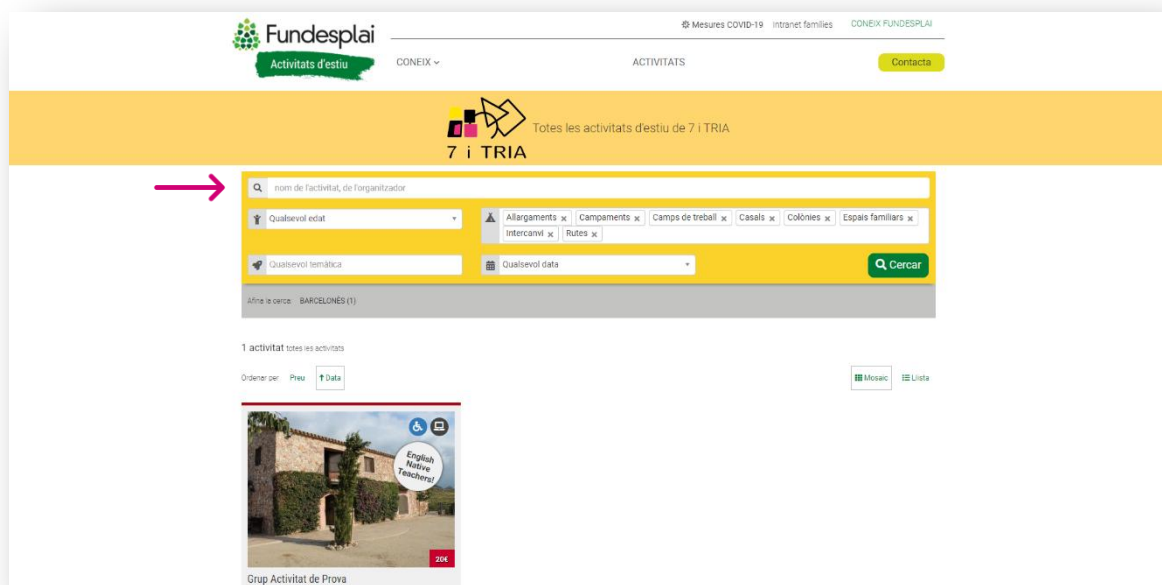 Fundesplai
Activitats d'estiu
Mesures COVID-19 Intranet famílies CONEIX FUNDESPLAI
CONEIX ACTIVITATS Contacta
7 i TRIA
Totes les activitats d'estiu de 7 i TRIA
nom de l'activitat, de l'organitzador
Qualsevol edat
Allargaments x Campaments x Camps de treball x Casals x Colònies x Espais familiars x
Intercanvi x Rutes x
Qualsevol temàtica
Qualsevol data
Cercar
Afina la cerca: BARCELONÈS (1)
1 activitat totes les activitats
Ordenar per: Preu Data
Mosaic Llista
English
Native
Teachers!
20€
Grup Activitat de Prova